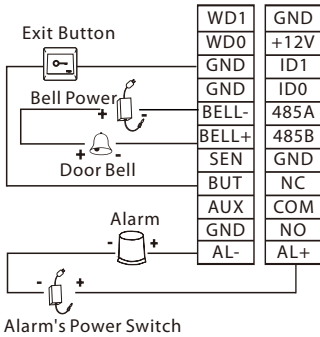 Exit Button
Bell Power
+
-
+
-
Door Bell
Alarm
-
+
-
+
Alarm's Power Switch
WD1
WD0
GND
GND
BELL-
BELL+
SEN
BUT
AUX
GND
AL-
GND
+12V
ID1
ID0
485A
485B
GND
NC
COM
NO
AL+